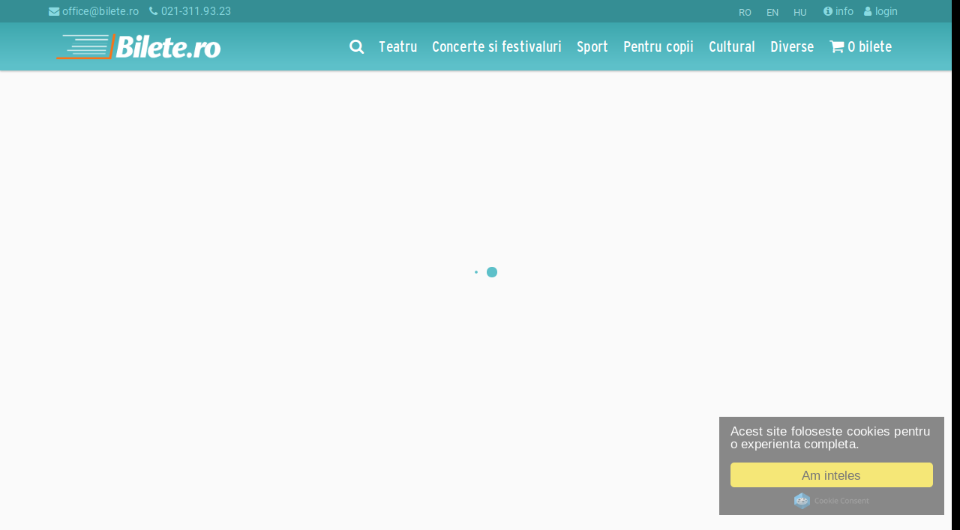 office@bilete.ro 021-311.93.23 RO EN HU info login
Bilete.ro Teatru Concerte si festivaluri Sport Pentru copii Cultural Diverse 0 bilete
Acest site foloseste cookies pentru
o experienta completa.
Am inteles
Cookie Consent